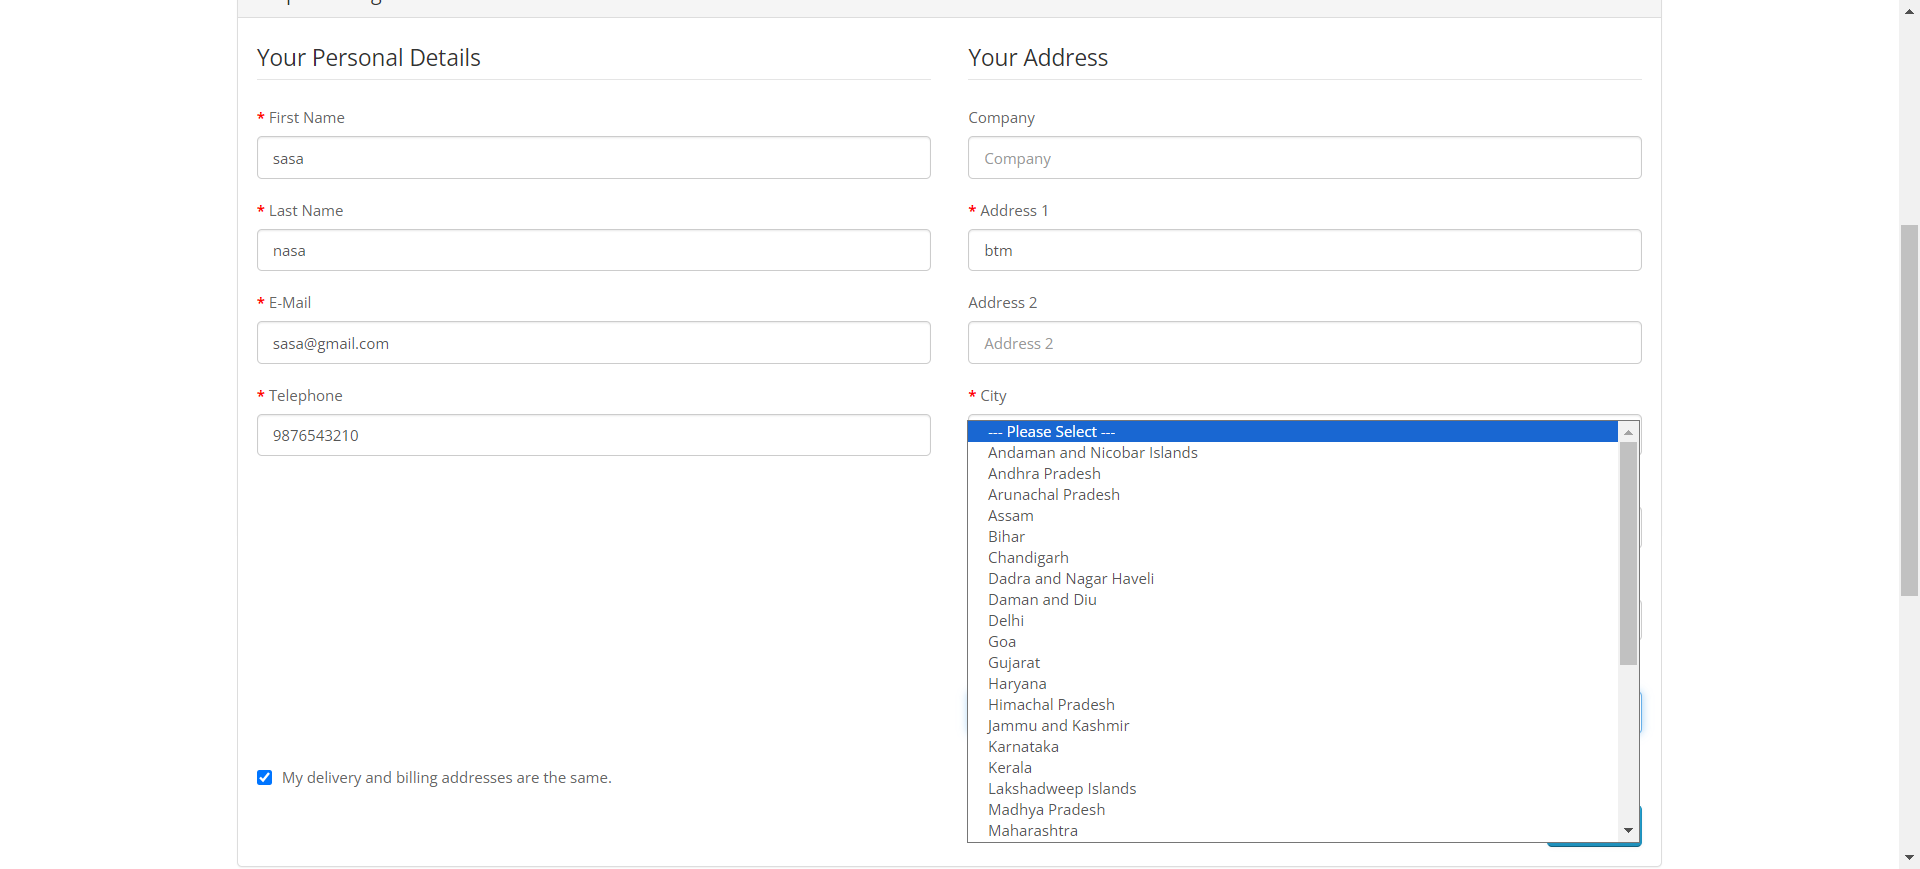 Your Personal Details
* First Name
sasa
* Last Name
nasa
* E-Mail
sasa@gmail.com
* Telephone
9876543210
My delivery and billing addresses are the same.
Your Address
Company
Company
* Address 1
btm
Address 2
Address 2
* City
--- Please Select ---
Andaman and Nicobar Islands
Andhra Pradesh
Arunachal Pradesh
Assam
Bihar
Chandigarh
Dadra and Nagar Haveli
Daman and Diu
Delhi
Goa
Gujarat
Haryana
Himachal Pradesh
Jammu and Kashmir
Karnataka
Kerala
Lakshadweep Islands
Madhya Pradesh
Maharashtra